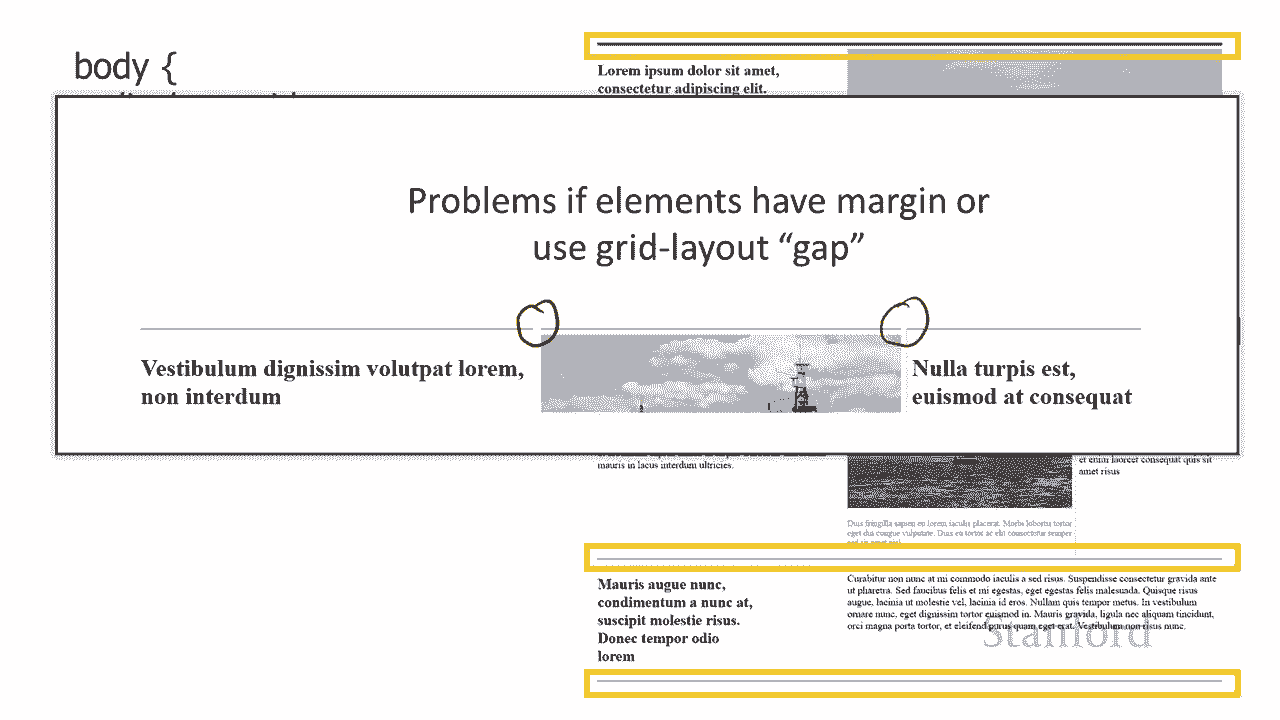 body {
Lorem ipsum dolor sit amet,
consectetur adipiscing elit.
Problems if elements have margin or
use grid-layout “gap”
Vestibulum dignissim volutpat lorem,
non interdum
Nulla turpis est,
euismod at consequat
mauris in lacus interdum ultricies.
et enim laoreet consequat quis sit
amet risus
Duis fringilla sapien eu lorem iaculis placerat. Morbi lobortis tortor
eget dui congue vulputate. Duis eu tortor ac elit consectetur semper
Mauris augue nunc,
condimentum a nunc at,
suscipit molestie risus.
Donec tempor odio
lorem
Curabitur non nunc at mi commodo iaculis a sed risus. Suspendisse consectetur gravida ante
ut pharetra. Sed faucibus felis et mi egestas, eget egestas felis malesuada. Quisque risus
augue, lacinia ut molestie vel, lacinia id eros. Nullam quis tempor metus. In vestibulum
ornare nunc, eget dignissim tortor euismod in. Mauris gravida, ligula nec aliquam tincidunt,
orci magna porta tortor, et eleifend purus quam eget erat. Vestibulum non risus nunc.
Stanford